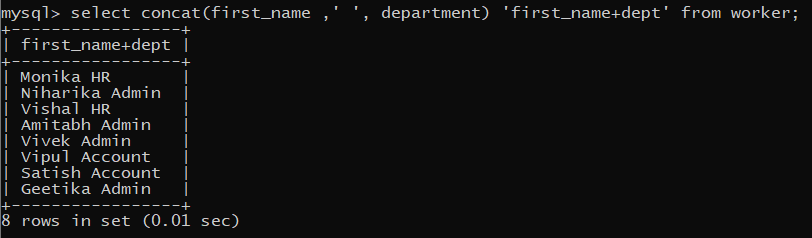 mysql> select concat(first_name ,' ', department) 'first_name+dept' from worker;
+-----------------+
| first_name+dept |
+-----------------+
| Monika HR       |
| Niharika Admin  |
| Vishal HR       |
| Amitabh Admin   |
| Vivek Admin     |
| Vipul Account   |
| Satish Account  |
| Geetika Admin   |
+-----------------+
8 rows in set (0.01 sec)